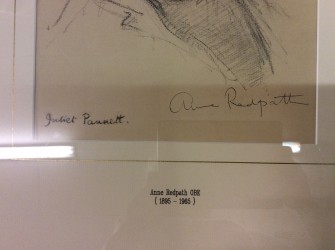 Juliet Pannett.
Anne Redpath
Anne Redpath OBE
( 1895 - 1965 )